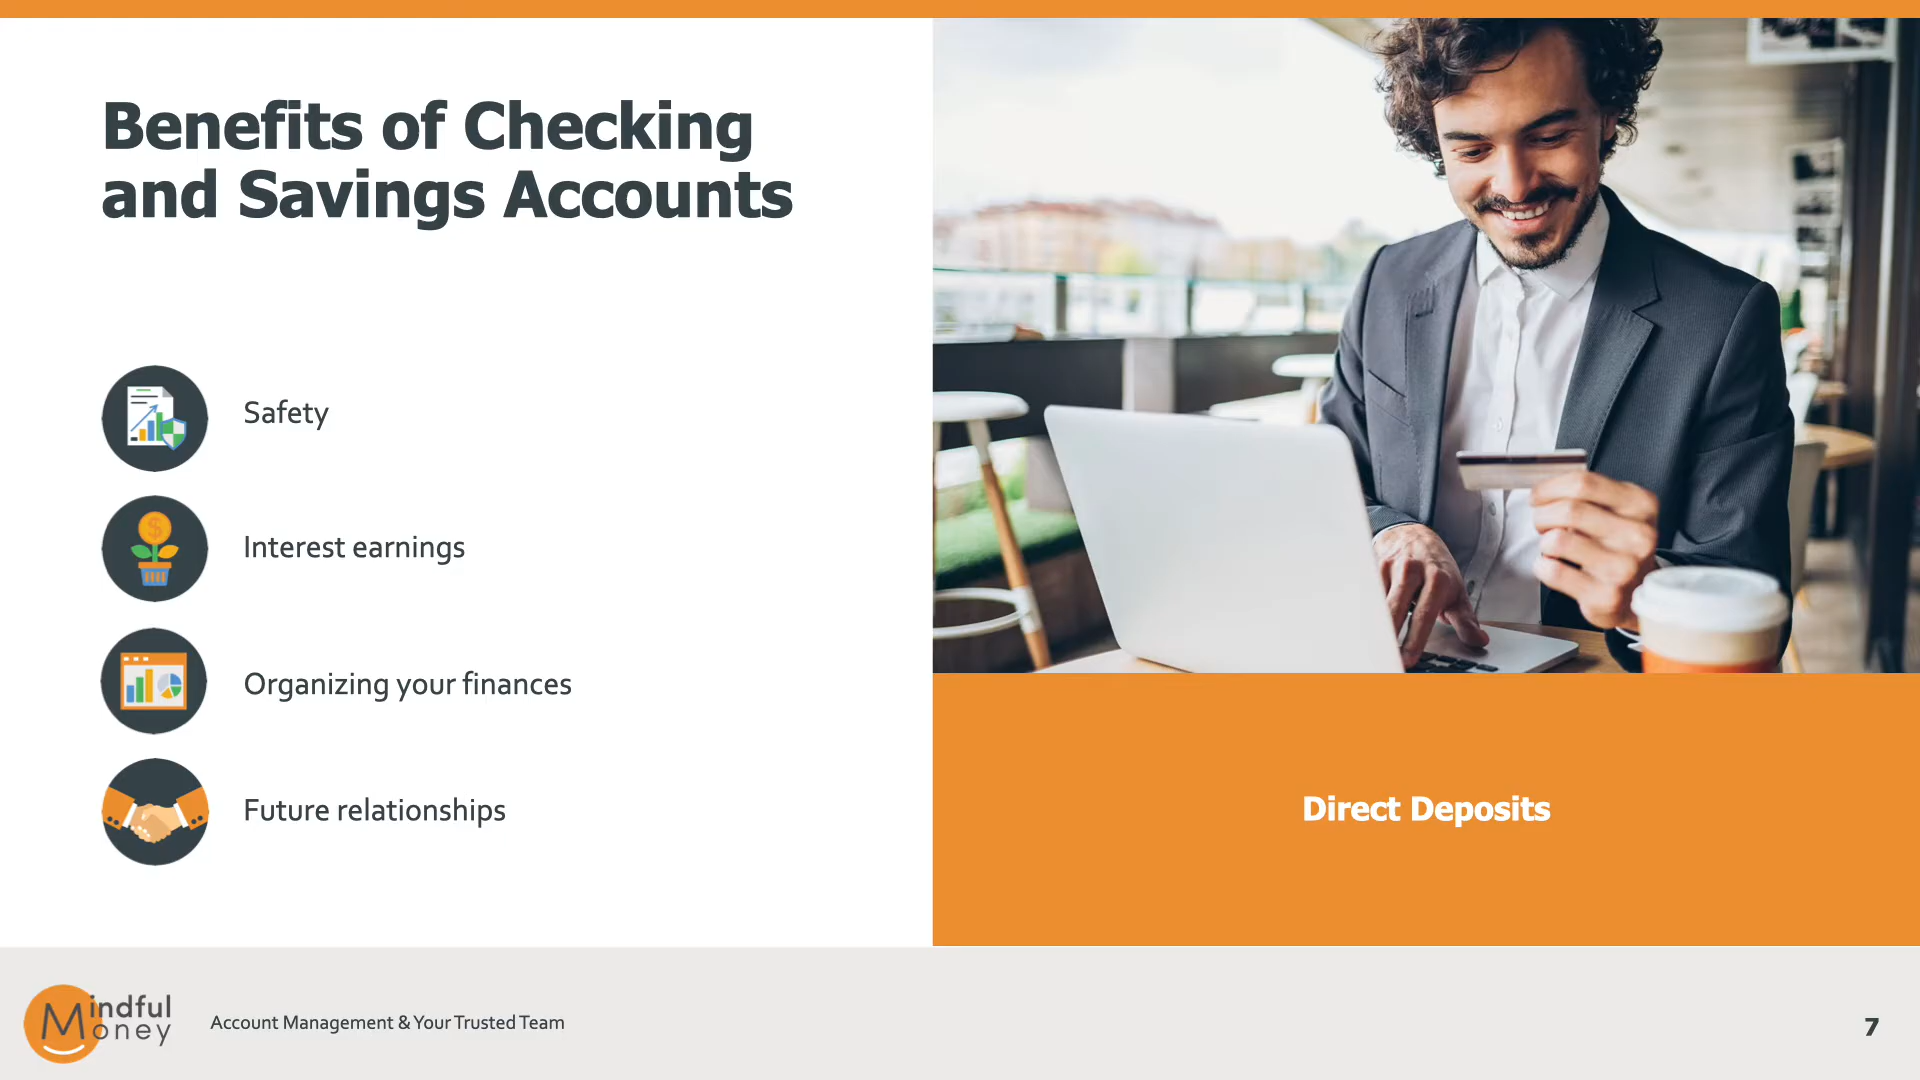 Benefits of Checking
and Savings Accounts
Safety
Interest earnings
Organizing your finances
Future relationships
Direct Deposits
Mindful
Money
Account Management & Your Trusted Team
7